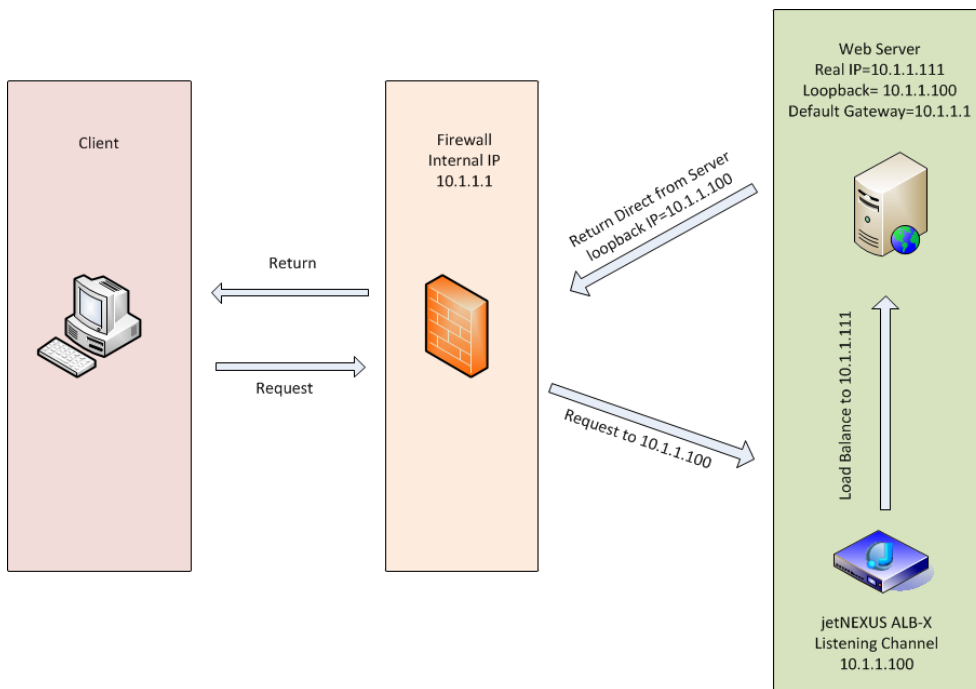 Client
Return
Request
Firewall
Internal IP
10.1.1.1
Return Direct from Server
loopback IP=10.1.1.100
Request to 10.1.1.100
Web Server
Real IP=10.1.1.111
Loopback= 10.1.1.100
Default Gateway=10.1.1.1
Load Balance to 10.1.1.111
jetNEXUS ALB-X
Listening Channel
10.1.1.100